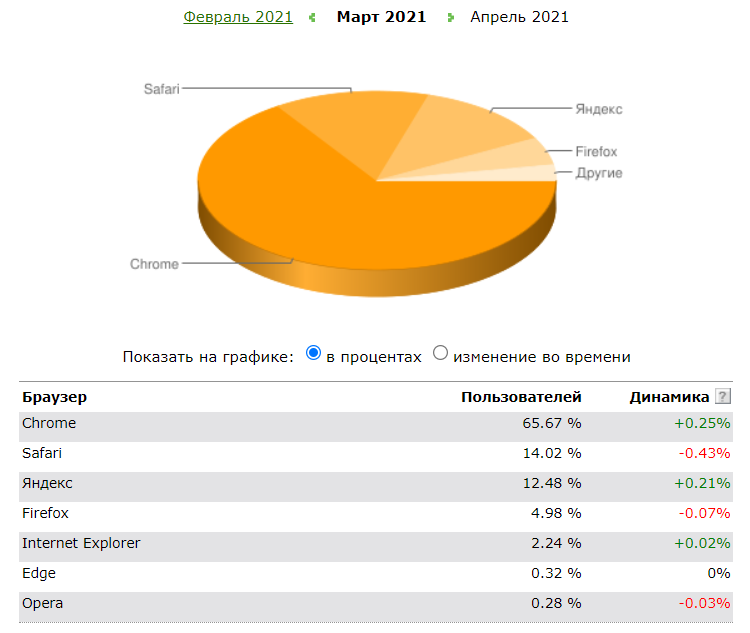 Февраль 2021 Март 2021 Апрель 2021
Safari
Яндекс
Firefox
Другие
Chrome
Показать на графике: в процентах изменение во времени
Браузер Пользователей Динамика ?
Chrome 65.67 % +0.25%
Safari 14.02 % -0.43%
Яндекс 12.48 % +0.21%
Firefox 4.98 % -0.07%
Internet Explorer 2.24 % +0.02%
Edge 0.32 % 0%
Opera 0.28 % -0.03%